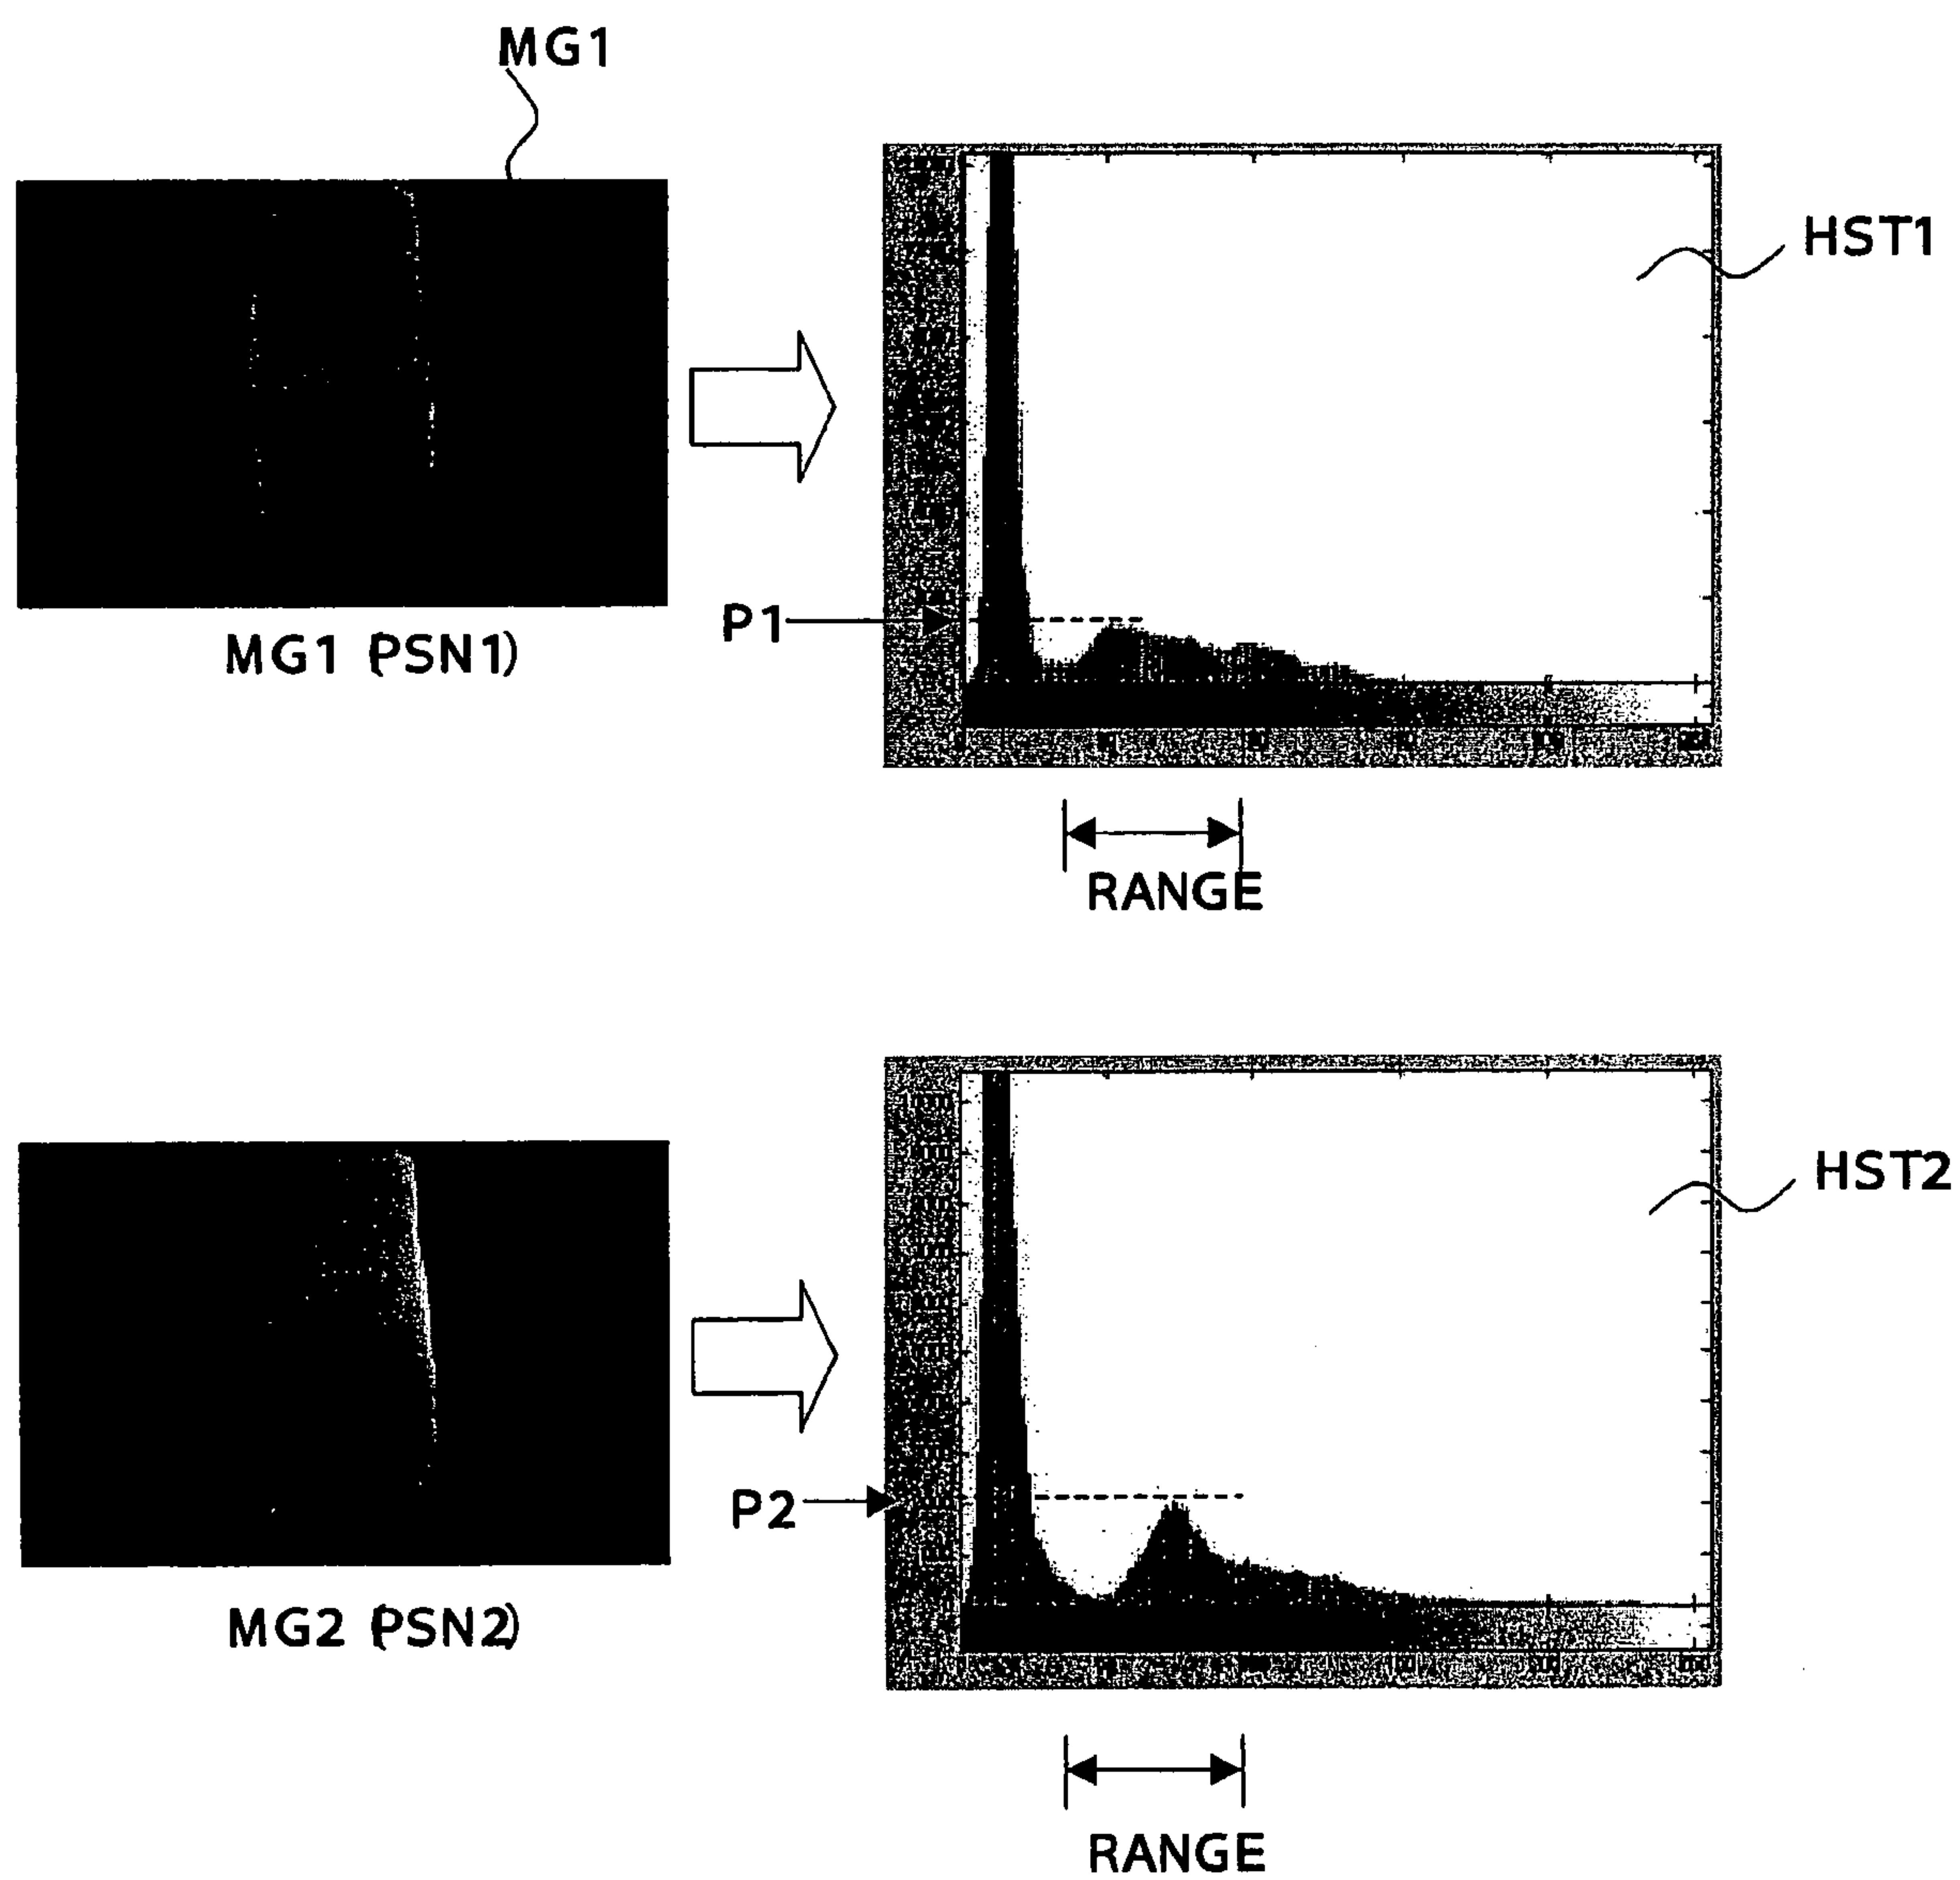 MG1
HST1
P1
MG1 (PSN1)
RANGE
HST2
P2
MG2 (PSN2)
RANGE